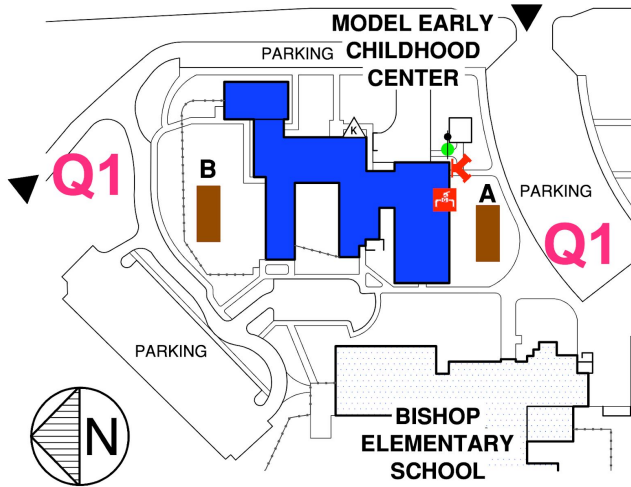 MODEL EARLY
CHILDHOOD
CENTER
PARKING
K
B
Q1
A
PARKING
Q1
PARKING
BISHOP
ELEMENTARY
SCHOOL
N